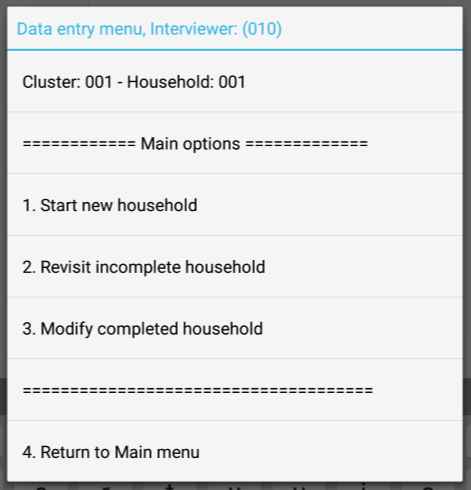 Data entry menu, Interviewer: (010)
Cluster: 001 - Household: 001
============ Main options =============
1. Start new household
2. Revisit incomplete household
3. Modify completed household
=====================================
4. Return to Main menu